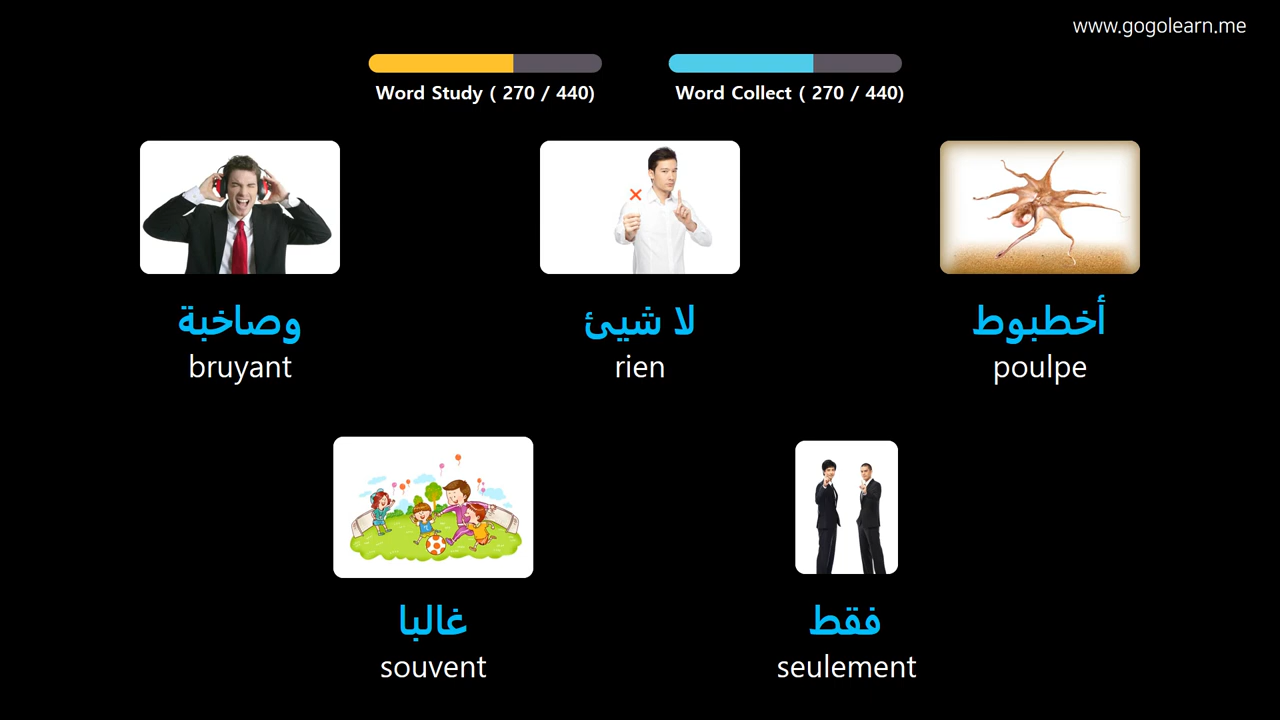 www.gogolearn.me
Word Study ( 270 / 440)
Word Collect ( 270 / 440)
وصاخبة
bruyant
لا شيئ
rien
أخطبوط
poulpe
غالبا
souvent
فقط
seulement